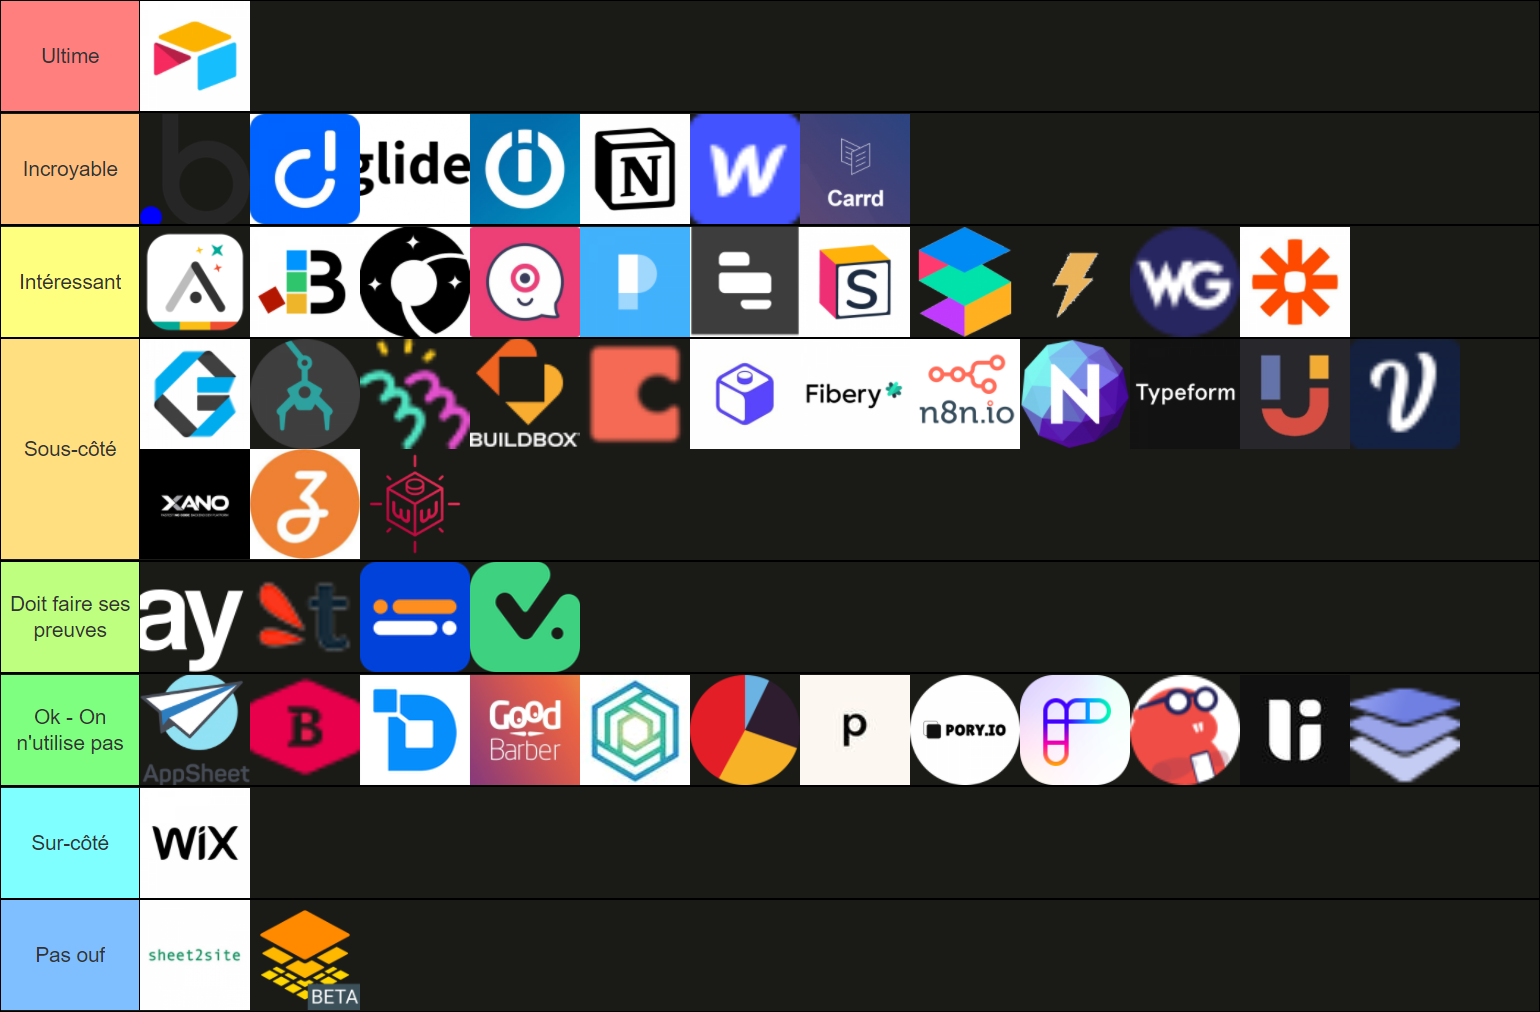 Ultime
Incroyable
b
glide
N
W
Carrd
Intéressant
B
P
S
WG
Sous-côté
BUILDBOX
Fibery
n8n.io
N
Typeform
V
XANO
W W
Doit faire ses
preuves
ay
t
Ok - On
n'utilise pas
AppSheet
B
D
Good
Barber
p
PORY.IO
Sur-côté
WiX
Pas ouf
sheet2site
BETA